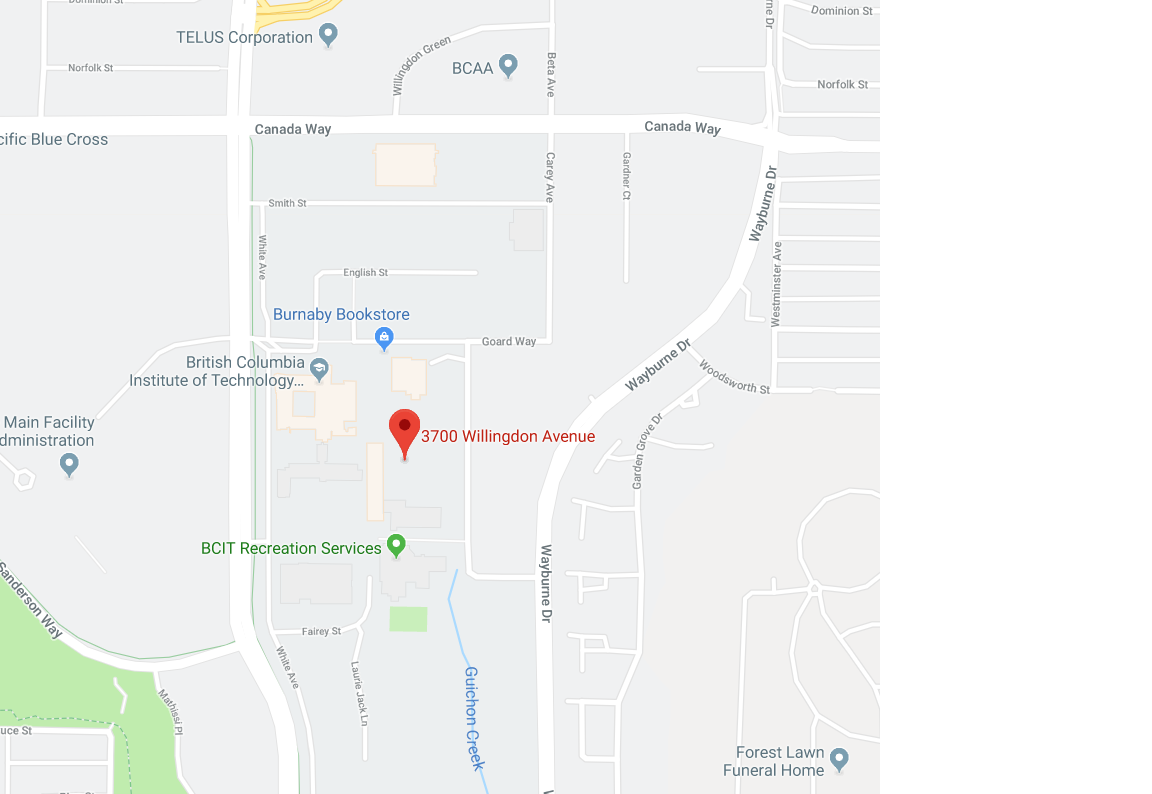 Dominion St
TELUS Corporation
Norfolk St
Willingdon Green
BCAA
Beta Ave
rne Dr
Dominion St
Norfolk St
cific Blue Cross
Canada Way
Canada Way
Carey Ave
Gardner Ct
Wayburne Dr
Smith St
White Ave
English St
Westminster Ave
Burnaby Bookstore
Goard Way
British Columbia
Institute of Technology...
Wayburne Dr
Woodsworth St
Main Facility
dministration
3700 Willingdon Avenue
Garden Grove Dr
BCIT Recreation Services
Wayburne Dr
Sanderson Way
Fairey St
White Ave
Laurie Jack Ln
Mathissi Pl
Guichon Creek
uce St
Forest Lawn
Funeral Home